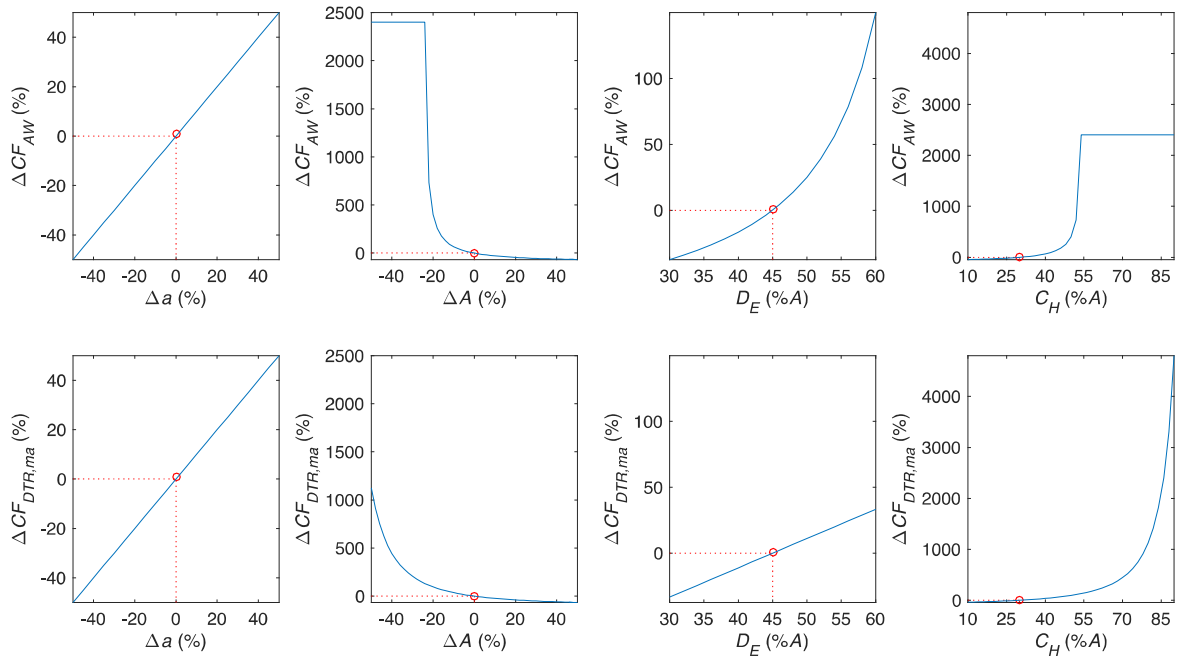 ΔCF_AW (%)
40
20
0
-20
-40
-40 -20 0 20 40
Δa (%)
ΔCF_AW (%)
2500
2000
1500
1000
500
0
-40 -20 0 20 40
ΔA (%)
ΔCF_AW (%)
100
50
0
30 35 40 45 50 55 60
D_E (%A)
ΔCF_AW (%)
4000
3000
2000
1000
0
10 25 40 55 70 85
C_H (%A)
ΔCF_DTR,ma (%)
40
20
0
-20
-40
-40 -20 0 20 40
Δa (%)
ΔCF_DTR,ma (%)
2500
2000
1500
1000
500
0
-40 -20 0 20 40
ΔA (%)
ΔCF_DTR,ma (%)
100
50
0
30 35 40 45 50 55 60
D_E (%A)
ΔCF_DTR,ma (%)
4000
3000
2000
1000
0
10 25 40 55 70 85
C_H (%A)